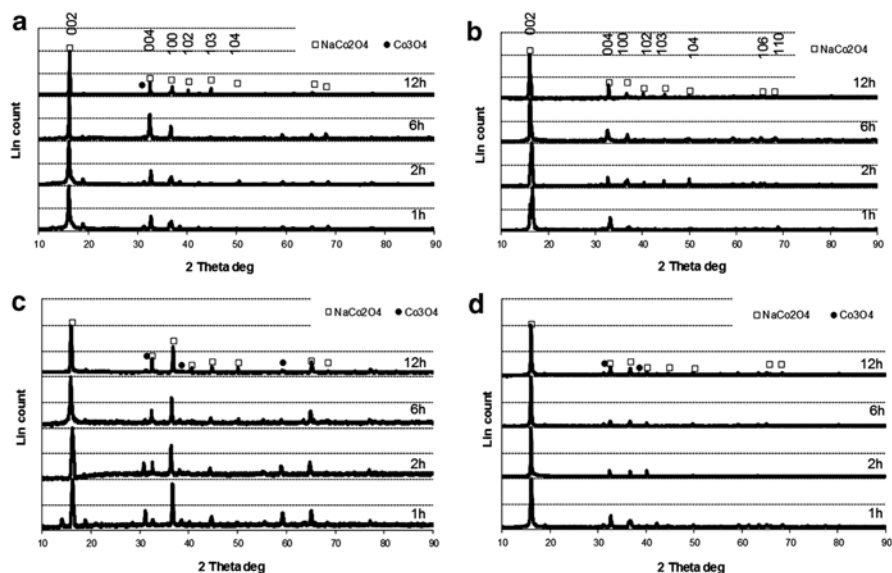 a
002
004
100
102
103
104
□ NaCo2O4 ● Co3O4
12h
6h
2h
1h
Lin count
10 20 30 40 50 60 70 80 90
2 Theta deg
b
002
004
100
102
103
104
106
110
□ NaCo2O4
12h
6h
2h
1h
Lin count
10 20 30 40 50 60 70 80 90
2 Theta deg
c
□ NaCo2O4 ● Co3O4
12h
6h
2h
1h
Lin count
10 20 30 40 50 60 70 80 90
2 Theta deg
d
□ NaCo2O4 ● Co3O4
12h
6h
2h
1h
Lin count
10 20 30 40 50 60 70 80 90
2 Theta deg